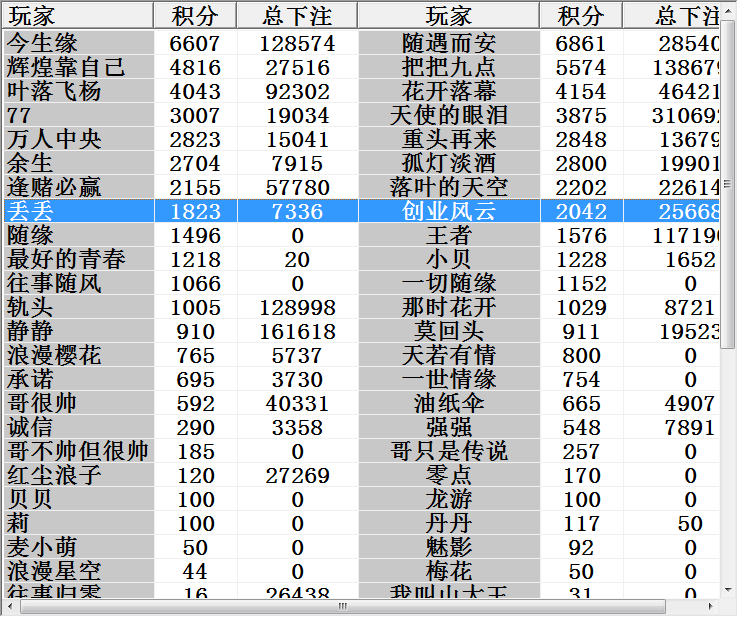 玩家 积分 总下注 玩家 积分 总下注
今生缘 6607 128574 随遇而安 6861 28540
辉煌靠自己 4816 27516 把把九点 5574 138679
叶落飞杨 4043 92302 花开落幕 4154 46421
77 3007 19034 天使的眼泪 3875 310692
万人中央 2823 15041 重头再来 2848 13679
余生 2704 7915 孤灯淡酒 2800 19901
逢赌必赢 2155 57780 落叶的天空 2202 22614
丢丢 1823 7336 创业风云 2042 25668
随缘 1496 0 王者 1576 117190
最好的青春 1218 20 小贝 1228 1652
往事随风 1066 0 一切随缘 1152 0
轨头 1005 128998 那时花开 1029 8721
静静 910 161618 莫回头 911 19523
浪漫樱花 765 5737 天若有情 800 0
承诺 695 3730 一世情缘 754 0
哥很帅 592 40331 油纸伞 665 4907
诚信 290 3358 强强 548 7891
哥不帅但很帅 185 0 哥只是传说 257 0
红尘浪子 120 27269 零点 170 0
贝贝 100 0 龙游 100 0
莉 100 0 丹丹 117 50
麦小萌 50 0 魅影 92 0
浪漫星空 44 0 梅花 50 0
往事归零 16 26438 我叫山大王 31 0